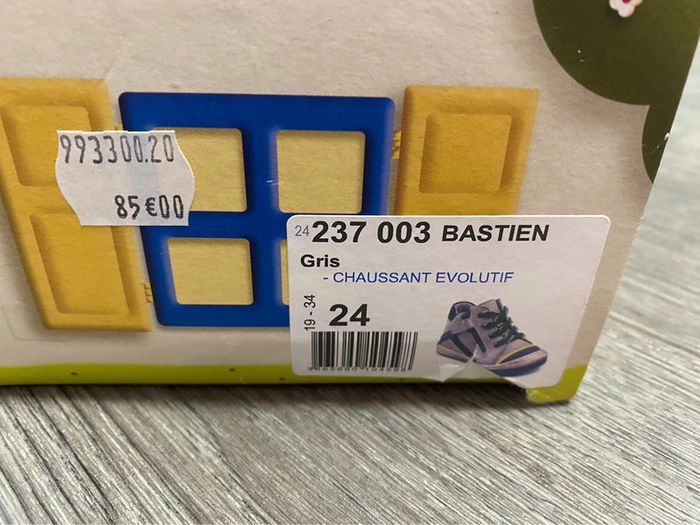 993300.20
85€00
24 237 003 BASTIEN
Gris
- CHAUSSANT EVOLUTIF
19 - 34
24